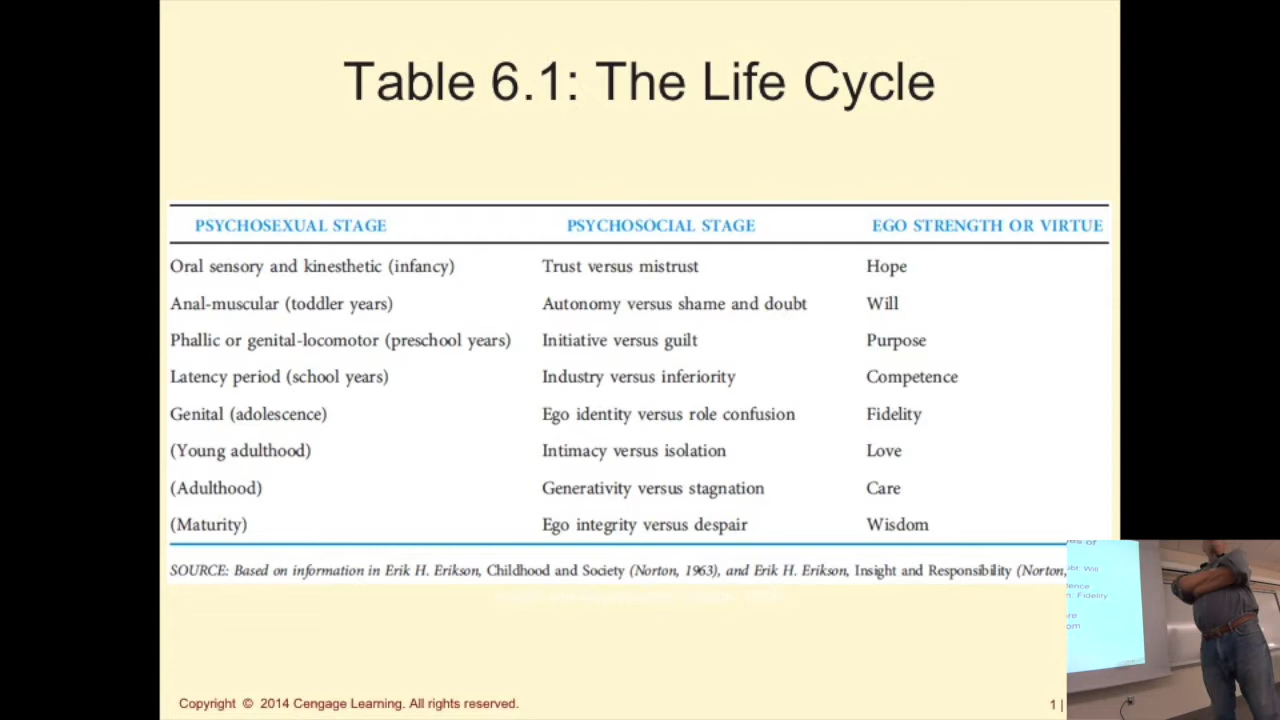 Table 6.1: The Life Cycle
PSYCHOSEXUAL STAGE PSYCHOSOCIAL STAGE EGO STRENGTH OR VIRTUE
Oral sensory and kinesthetic (infancy) Trust versus mistrust Hope
Anal-muscular (toddler years) Autonomy versus shame and doubt Will
Phallic or genital-locomotor (preschool years) Initiative versus guilt Purpose
Latency period (school years) Industry versus inferiority Competence
Genital (adolescence) Ego identity versus role confusion Fidelity
(Young adulthood) Intimacy versus isolation Love
(Adulthood) Generativity versus stagnation Care
(Maturity) Ego integrity versus despair Wisdom
SOURCE: Based on information in Erik H. Erikson, Childhood and Society (Norton, 1963), and Erik H. Erikson, Insight and Responsibility (Norton,
Copyright © 2014 Cengage Learning. All rights reserved.
1 |
Will
Fidelity